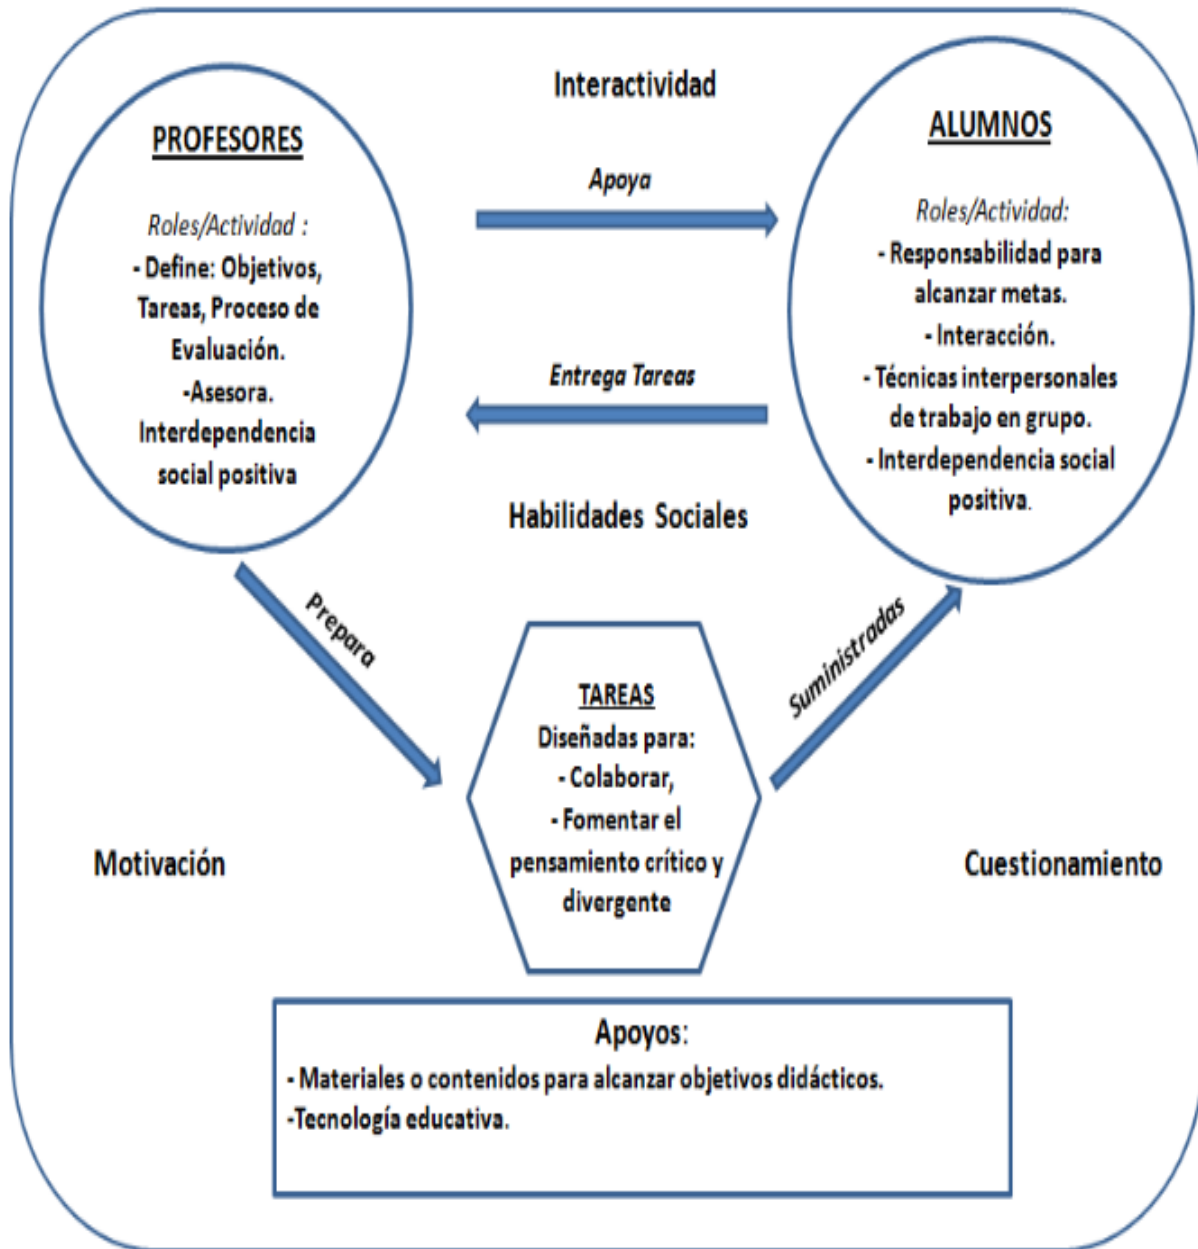 Interactividad
PROFESORES
Roles/Actividad :
- Define: Objetivos,
Tareas, Proceso de
Evaluación.
-Asesora.
Interdependencia
social positiva
Apoya
Entrega Tareas
ALUMNOS
Roles/Actividad:
- Responsabilidad para
alcanzar metas.
- Interacción.
- Técnicas interpersonales
de trabajo en grupo.
- Interdependencia social
positiva.
Habilidades Sociales
Prepara
Suministradas
TAREAS
Diseñadas para:
- Colaborar,
- Fomentar el
pensamiento crítico y
divergente
Motivación
Cuestionamiento
Apoyos:
- Materiales o contenidos para alcanzar objetivos didácticos.
-Tecnología educativa.